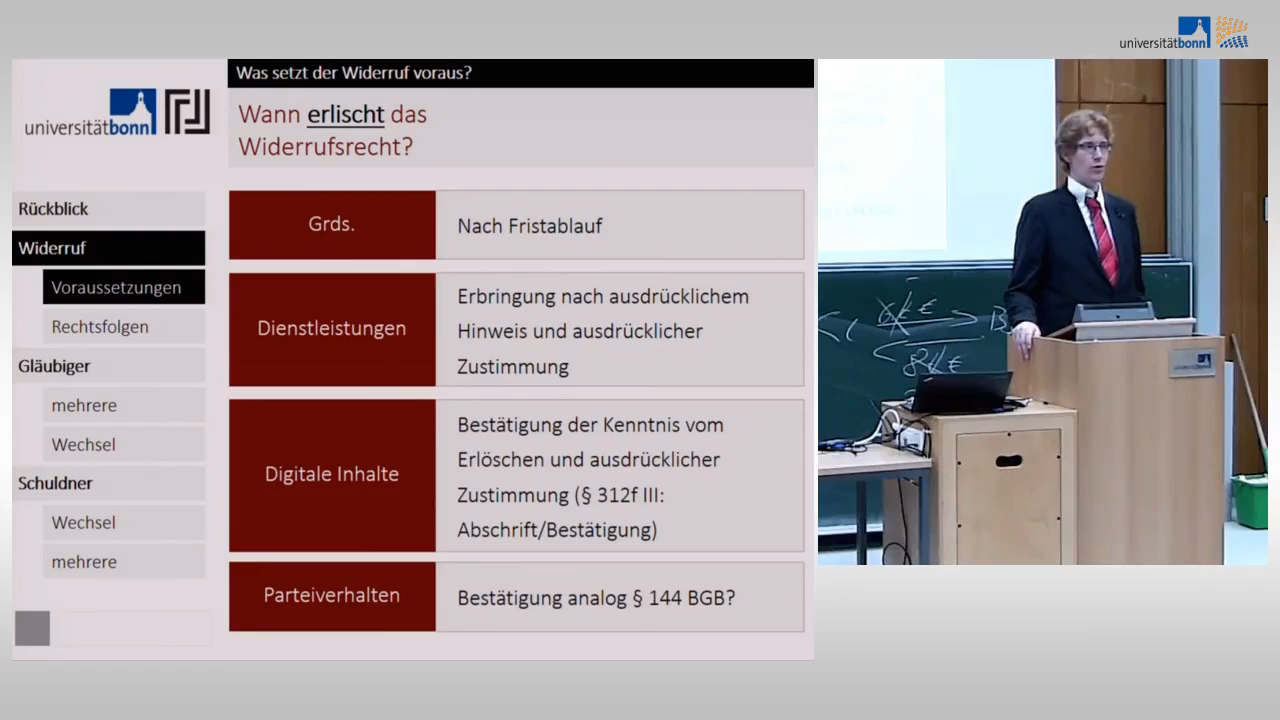 universitätbonn
Was setzt der Widerruf voraus?
universitätbonn
Wann erlischt das
Widerrufsrecht?
Rückblick
Widerruf
Voraussetzungen
Rechtsfolgen
Gläubiger
mehrere
Wechsel
Schuldner
Wechsel
mehrere
Grds.
Nach Fristablauf
Dienstleistungen
Erbringung nach ausdrücklichem
Hinweis und ausdrücklicher
Zustimmung
Digitale Inhalte
Bestätigung der Kenntnis vom
Erlöschen und ausdrücklicher
Zustimmung (§ 312f III:
Abschrift/Bestätigung)
Parteiverhalten
Bestätigung analog § 144 BGB?